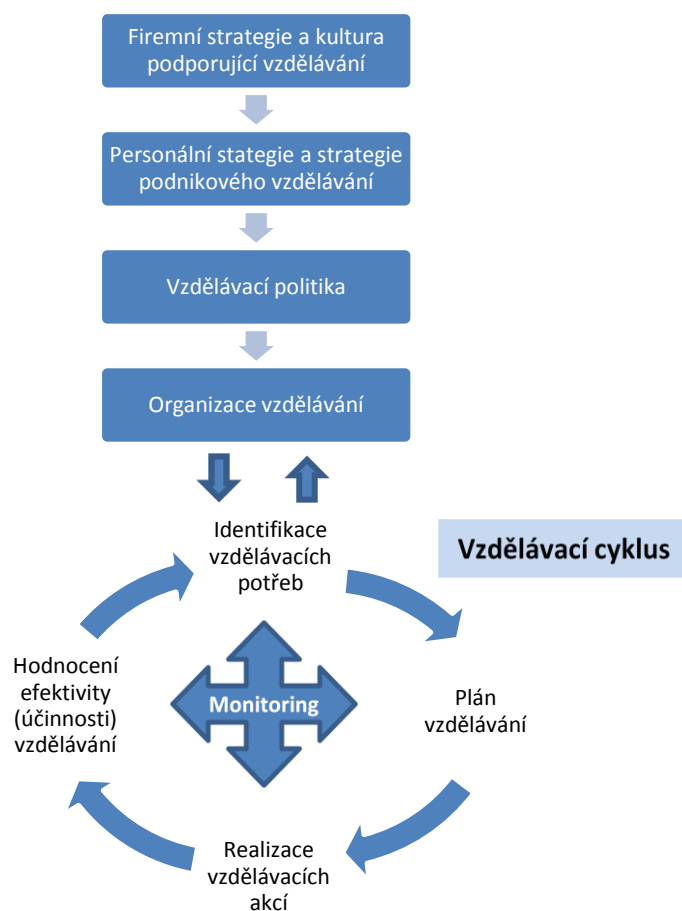 Firemní strategie a kultura
podporující vzdělávání
Personální stategie a strategie
podnikového vzdělávání
Vzdělávací politika
Organizace vzdělávání
Identifikace
vzdělávacích
potřeb
Vzdělávací cyklus
Hodnocení
efektivity
(účinnosti)
vzdělávání
Monitoring
Plán
vzdělávání
Realizace
vzdělávacích
akcí